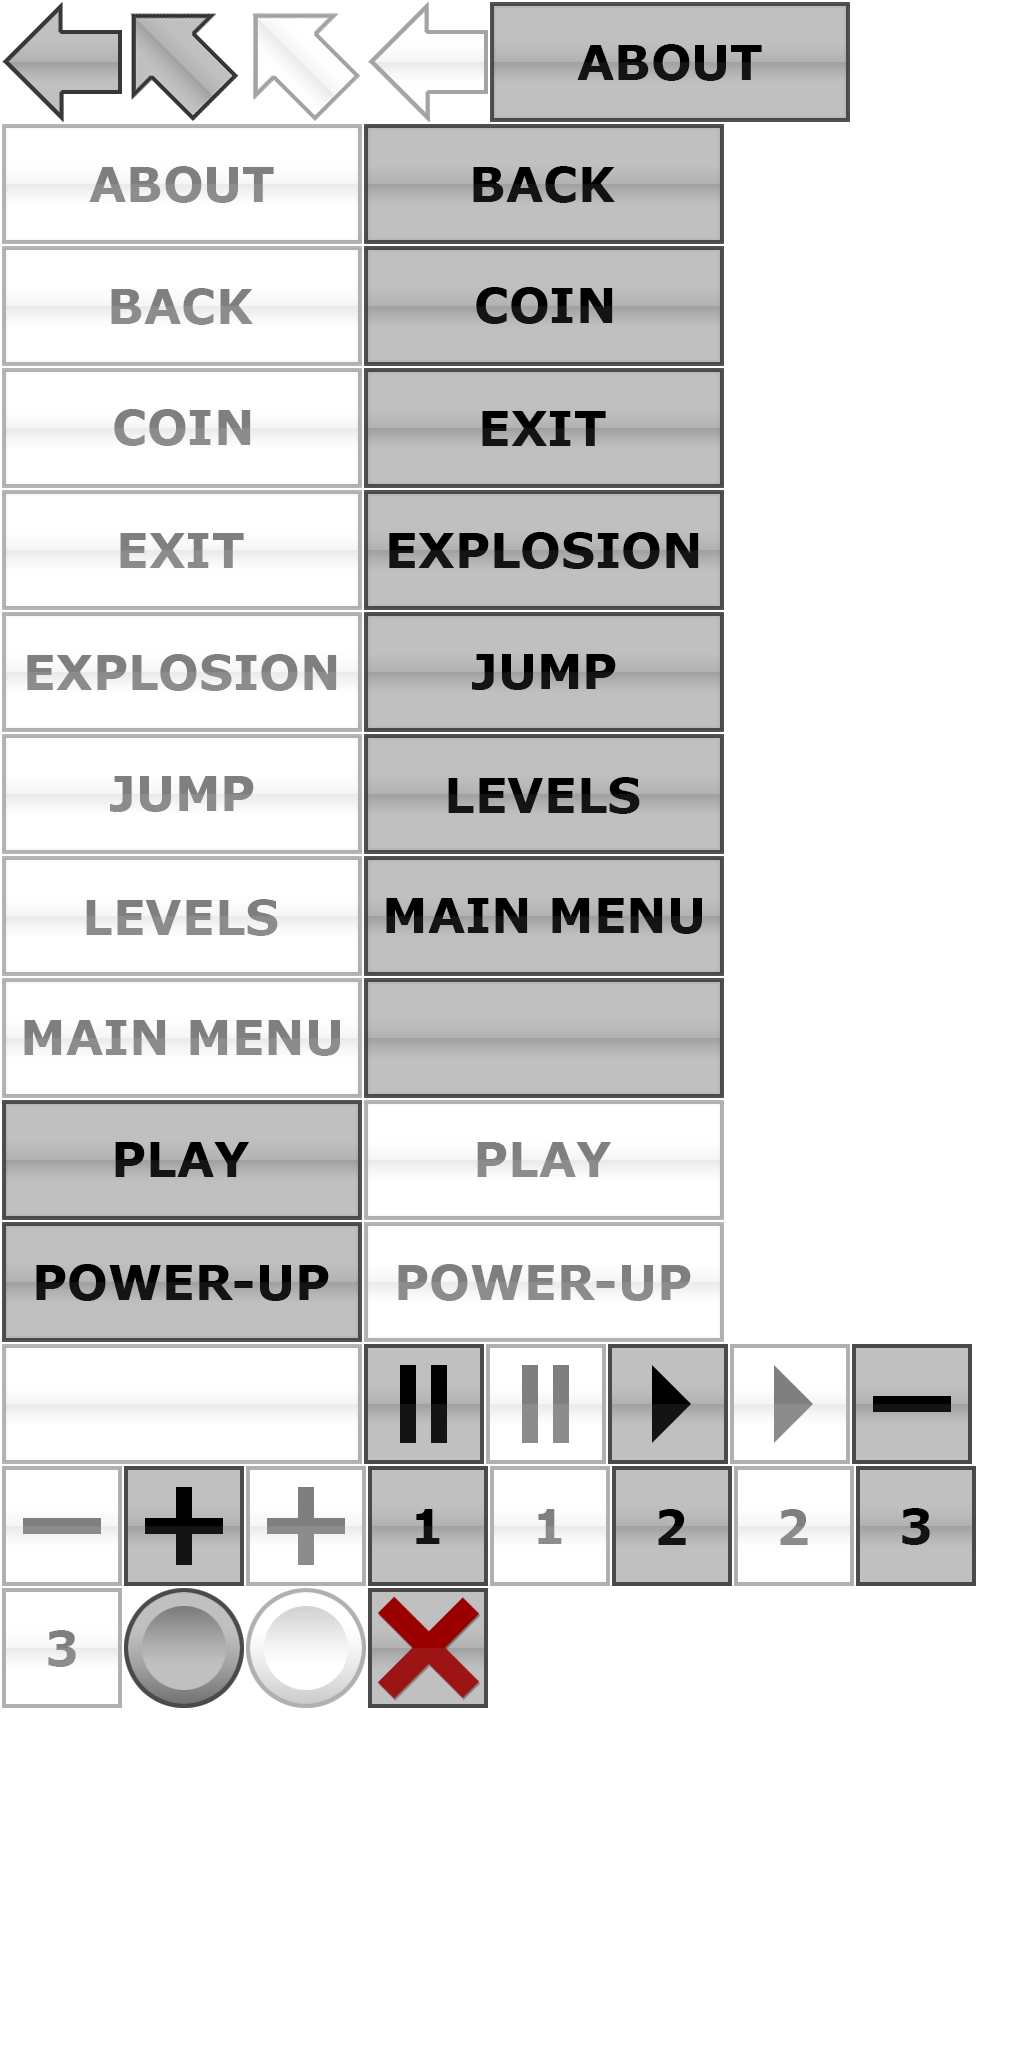 ABOUT
ABOUT BACK
BACK COIN
COIN EXIT
EXIT EXPLOSION
EXPLOSION JUMP
JUMP LEVELS
LEVELS MAIN MENU
MAIN MENU
PLAY PLAY
POWER-UP POWER-UP
1 1 2 2 3
3